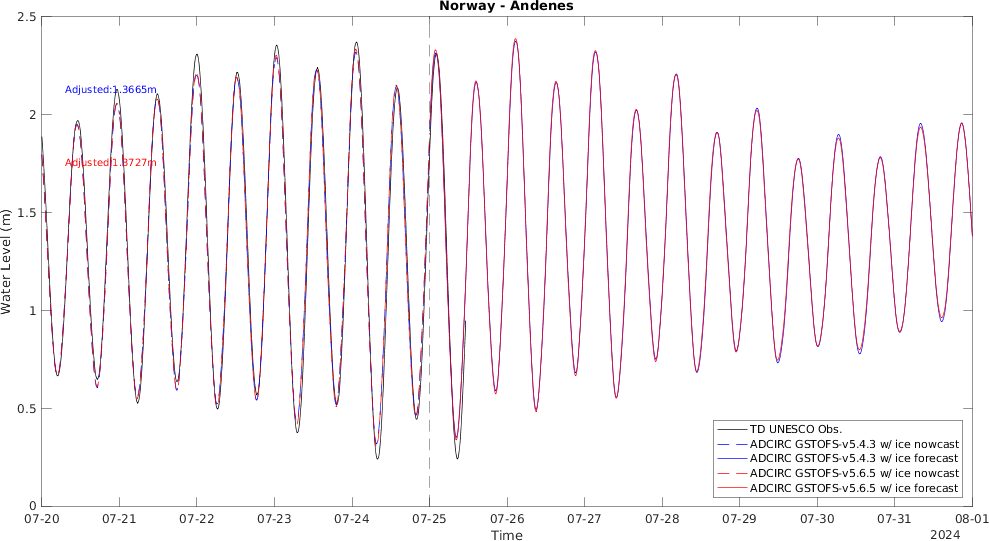 Norway - Andenes
2.5
2
1.5
1
0.5
0
Water Level (m)
Adjusted:1.3665m
Adjusted:1.3727m
TD UNESCO Obs.
ADCIRC GSTOFS-v5.4.3 w/ ice nowcast
ADCIRC GSTOFS-v5.4.3 w/ ice forecast
ADCIRC GSTOFS-v5.6.5 w/ ice nowcast
ADCIRC GSTOFS-v5.6.5 w/ ice forecast
07-20 07-21 07-22 07-23 07-24 07-25 07-26 07-27 07-28 07-29 07-30 07-31 08-01
Time
2024